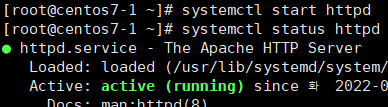 [root@centos7-1 ~]# systemctl start httpd
[root@centos7-1 ~]# systemctl status httpd
● httpd.service - The Apache HTTP Server
Loaded: loaded (/usr/lib/systemd/system/
Active: active (running) since 2022-0
Docs: man:httpd(8)